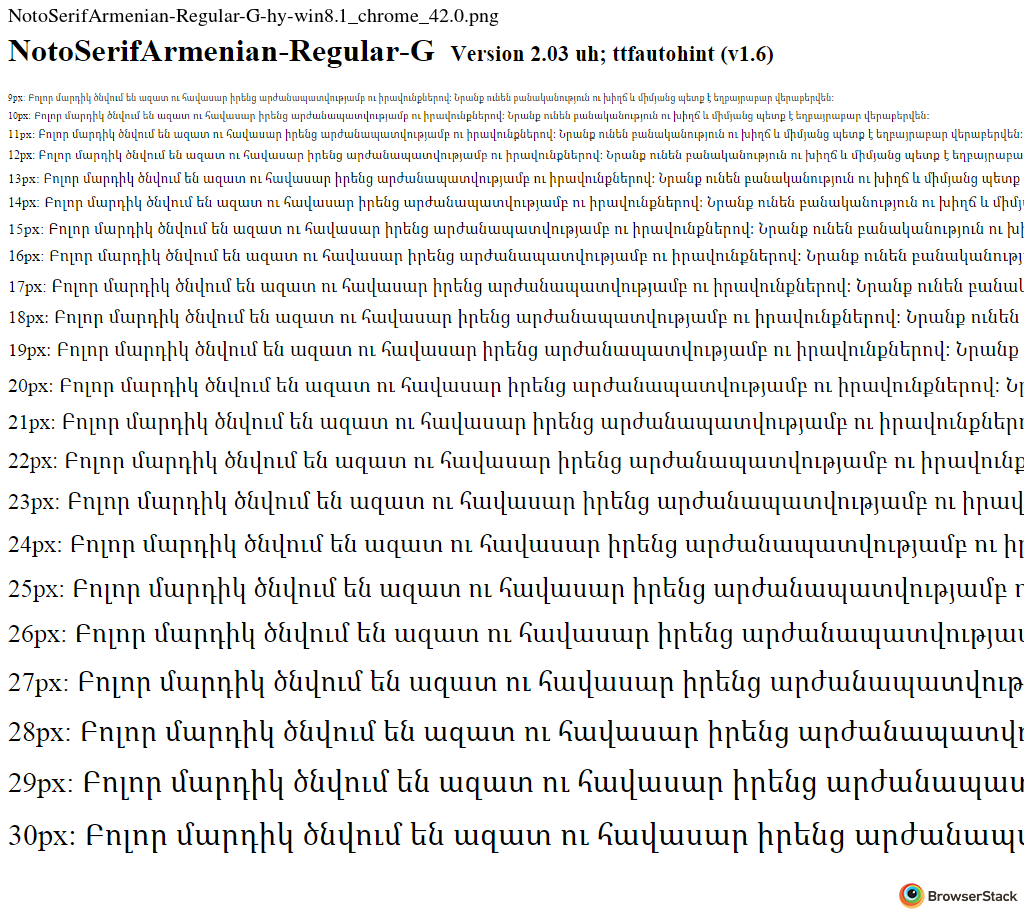 NotoSerifArmenian-Regular-G-hy-win8.1_chrome_42.0.png
NotoSerifArmenian-Regular-G Version 2.03 uh; ttfautohint (v1.6)
9px: Բոլոր մարդիկ ծնվում են ազատ ու հավասար իրենց արժանապատվությամբ ու իրավունքներով: Նրանք ունեն բանականություն ու խիղճ և միմյանց պետք է եղբայրաբար վերաբերվեն:
10px: Բոլոր մարդիկ ծնվում են ազատ ու հավասար իրենց արժանապատվությամբ ու իրավունքներով: Նրանք ունեն բանականություն ու խիղճ և միմյանց պետք է եղբայրաբար վերաբերվեն:
11px: Բոլոր մարդիկ ծնվում են ազատ ու հավասար իրենց արժանապատվությամբ ու իրավունքներով: Նրանք ունեն բանականություն ու խիղճ և միմյանց պետք է եղբայրաբար վերաբերվեն:
12px: Բոլոր մարդիկ ծնվում են ազատ ու հավասար իրենց արժանապատվությամբ ու իրավունքներով: Նրանք ունեն բանականություն ու խիղճ և միմյանց պետք է եղբայրաբա
13px: Բոլոր մարդիկ ծնվում են ազատ ու հավասար իրենց արժանապատվությամբ ու իրավունքներով: Նրանք ունեն բանականություն ու խիղճ և միմյանց պետք
14px: Բոլոր մարդիկ ծնվում են ազատ ու հավասար իրենց արժանապատվությամբ ու իրավունքներով: Նրանք ունեն բանականություն ու խիղճ և միմյ
15px: Բոլոր մարդիկ ծնվում են ազատ ու հավասար իրենց արժանապատվությամբ ու իրավունքներով: Նրանք ունեն բանականություն ու խի
16px: Բոլոր մարդիկ ծնվում են ազատ ու հավասար իրենց արժանապատվությամբ ու իրավունքներով: Նրանք ունեն բանականությ
17px: Բոլոր մարդիկ ծնվում են ազատ ու հավասար իրենց արժանապատվությամբ ու իրավունքներով: Նրանք ունեն բանակ
18px: Բոլոր մարդիկ ծնվում են ազատ ու հավասար իրենց արժանապատվությամբ ու իրավունքներով: Նրանք ունեն
19px: Բոլոր մարդիկ ծնվում են ազատ ու հավասար իրենց արժանապատվությամբ ու իրավունքներով: Նրանք
20px: Բոլոր մարդիկ ծնվում են ազատ ու հավասար իրենց արժանապատվությամբ ու իրավունքներով: Նր
21px: Բոլոր մարդիկ ծնվում են ազատ ու հավասար իրենց արժանապատվությամբ ու իրավունքներ
22px: Բոլոր մարդիկ ծնվում են ազատ ու հավասար իրենց արժանապատվությամբ ու իրավունք
23px: Բոլոր մարդիկ ծնվում են ազատ ու հավասար իրենց արժանապատվությամբ ու իրավ
24px: Բոլոր մարդիկ ծնվում են ազատ ու հավասար իրենց արժանապատվությամբ ու իր
25px: Բոլոր մարդիկ ծնվում են ազատ ու հավասար իրենց արժանապատվությամբ ո
26px: Բոլոր մարդիկ ծնվում են ազատ ու հավասար իրենց արժանապատվությամ
27px: Բոլոր մարդիկ ծնվում են ազատ ու հավասար իրենց արժանապատվութ
28px: Բոլոր մարդիկ ծնվում են ազատ ու հավասար իրենց արժանապատվո
29px: Բոլոր մարդիկ ծնվում են ազատ ու հավասար իրենց արժանապատ
30px: Բոլոր մարդիկ ծնվում են ազատ ու հավասար իրենց արժանապ
BrowserStack